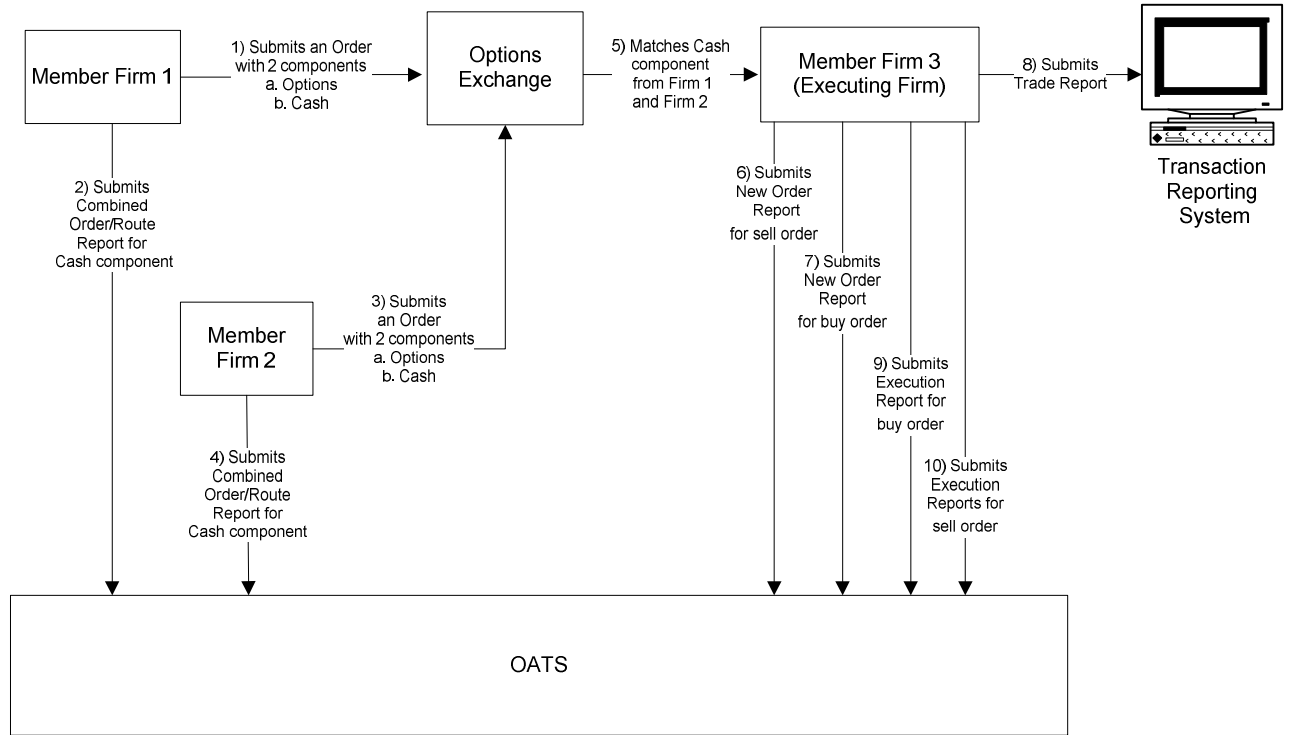 Member Firm 1
1) Submits an Order
with 2 components
a. Options
b. Cash
Options
Exchange
5) Matches Cash
component
from Firm 1
and Firm 2
Member Firm 3
(Executing Firm)
8) Submits
Trade Report
Transaction
Reporting
System
2) Submits
Combined
Order/Route
Report for
Cash component
Member
Firm 2
3) Submits
an Order
with 2 components
a. Options
b. Cash
4) Submits
Combined
Order/Route
Report for
Cash component
6) Submits
New Order
Report
for sell order
7) Submits
New Order
Report
for buy order
9) Submits
Execution
Report for
buy order
10) Submits
Execution
Reports for
sell order
OATS